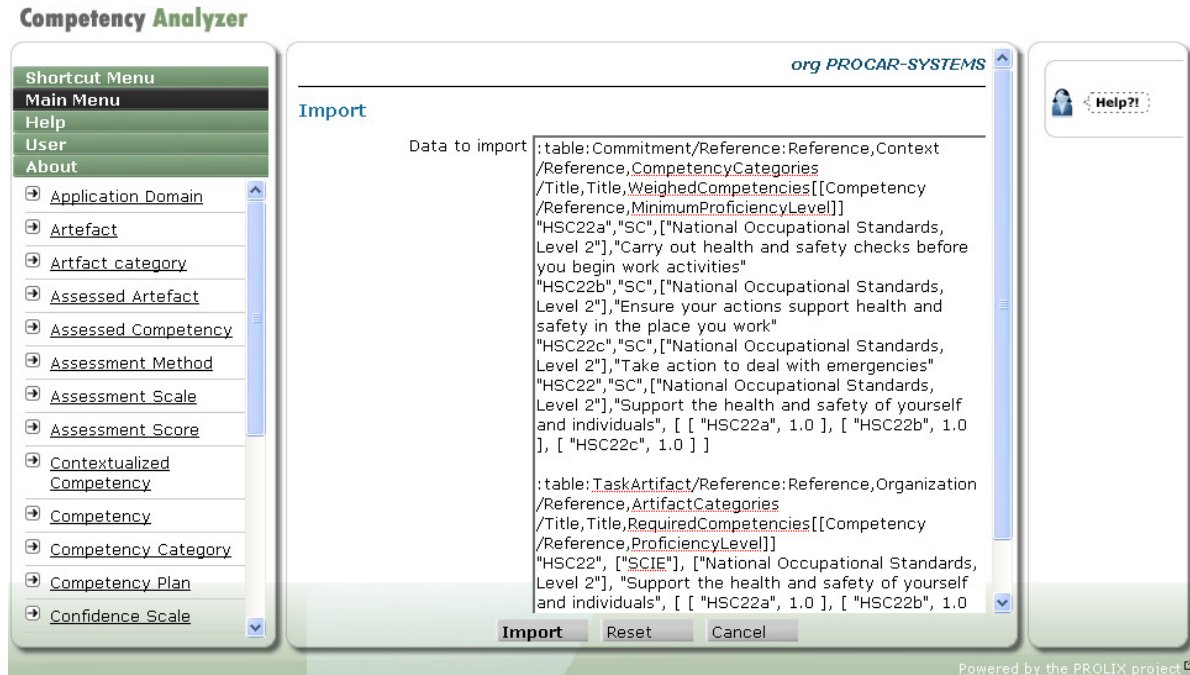 Competency Analyzer
Shortcut Menu
Main Menu
Help
User
About
Application Domain
Artefact
Artfact category
Assessed Artefact
Assessed Competency
Assessment Method
Assessment Scale
Assessment Score
Contextualized
Competency
Competency
Competency Category
Competency Plan
Confidence Scale
org PROCAR-SYSTEMS
Import
Data to import
:table:Commitment/Reference:Reference,Context
/Reference,CompetencyCategories
/Title,Title,WeighedCompetencies[[Competency
/Reference,MinimumProficiencyLevel]]
"HSC22a","SC",["National Occupational Standards,
Level 2"],"Carry out health and safety checks before
you begin work activities"
"HSC22b","SC",["National Occupational Standards,
Level 2"],"Ensure your actions support health and
safety in the place you work"
"HSC22c","SC",["National Occupational Standards,
Level 2"],"Take action to deal with emergencies"
"HSC22","SC",["National Occupational Standards,
Level 2"],"Support the health and safety of yourself
and individuals", [ [ "HSC22a", 1.0 ], [ "HSC22b", 1.0
], [ "HSC22c", 1.0 ] ]
:table:TaskArtifact/Reference:Reference,Organization
/Reference,ArtifactCategories
/Title,Title,RequiredCompetencies[[Competency
/Reference,ProficiencyLevel]]
"HSC22", ["SCIE"], ["National Occupational Standards,
Level 2"], "Support the health and safety of yourself
and individuals", [ [ "HSC22a", 1.0 ], [ "HSC22b", 1.0
Import Reset Cancel
Help?!
Powered by the PROLIX project